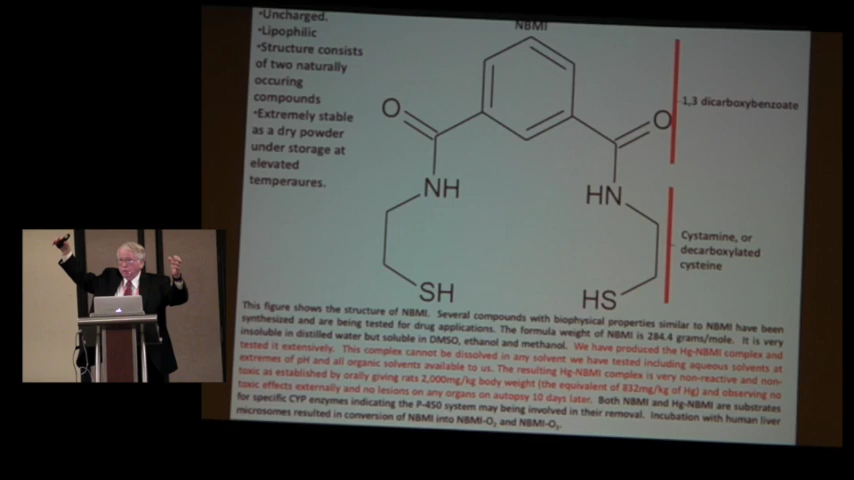 •Uncharged.
•Lipophilic
•Structure consists
of two naturally
occuring
compounds
•Extremely stable
as a dry powder
under storage at
elevated
temperaures.
NBMI
O
O
NH
HN
SH
HS
1,3 dicarboxybenzoate
Cystamine, or
decarboxylated
cysteine
This figure shows the structure of NBMI. Several compounds with biophysical properties similar to NBMI have been
synthesized and are being tested for drug applications. The formula weight of NBMI is 284.4 grams/mole. It is very
insoluble in distilled water but soluble in DMSO, ethanol and methanol. We have produced the Hg-NBMI complex and
tested it extensively. This complex cannot be dissolved in any solvent we have tested including aqueous solvents at
extremes of pH and all organic solvents available to us. The resulting Hg-NBMI complex is very non-reactive and non-
toxic as established by orally giving rats 2,000mg/kg body weight (the equivalent of 832mg/kg of Hg) and observing no
toxic effects externally and no lesions on any organs on autopsy 10 days later. Both NBMI and Hg-NBMI are substrates
for specific CYP enzymes indicating the P-450 system may being involved in their removal. Incubation with human liver
microsomes resulted in conversion of NBMI into NBMI-O₂ and NBMI-O₃.